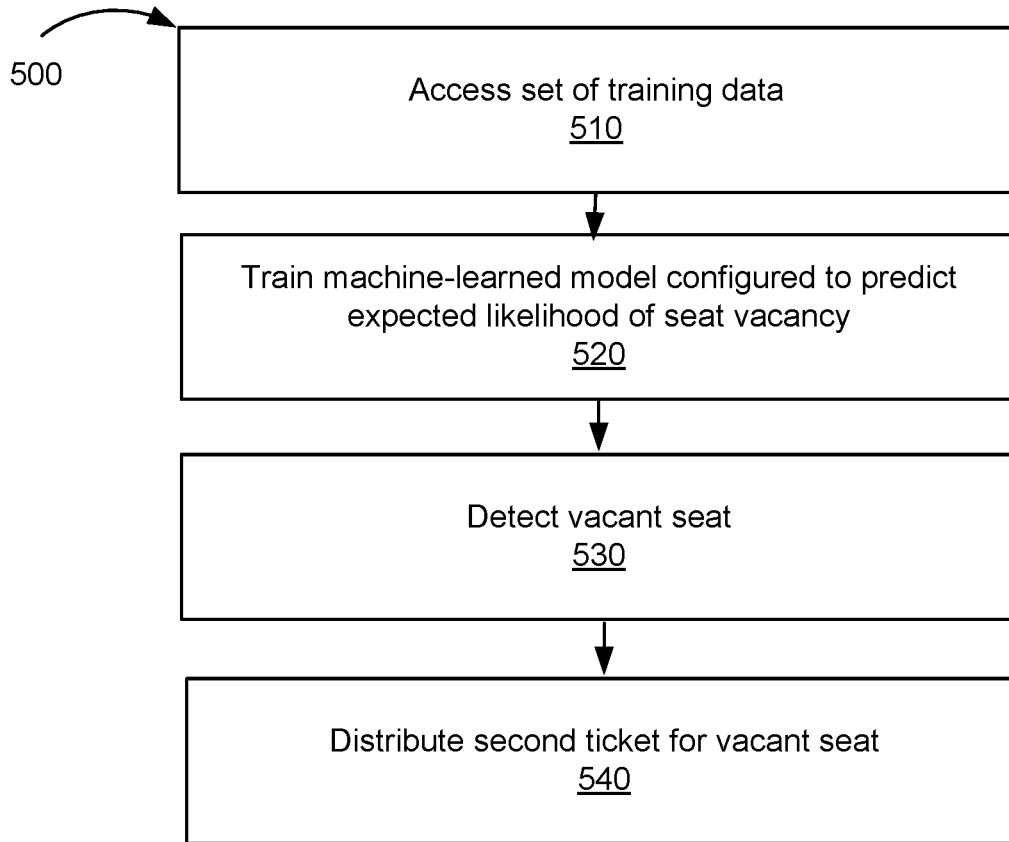 500
Access set of training data
510
Train machine-learned model configured to predict
expected likelihood of seat vacancy
520
Detect vacant seat
530
Distribute second ticket for vacant seat
540